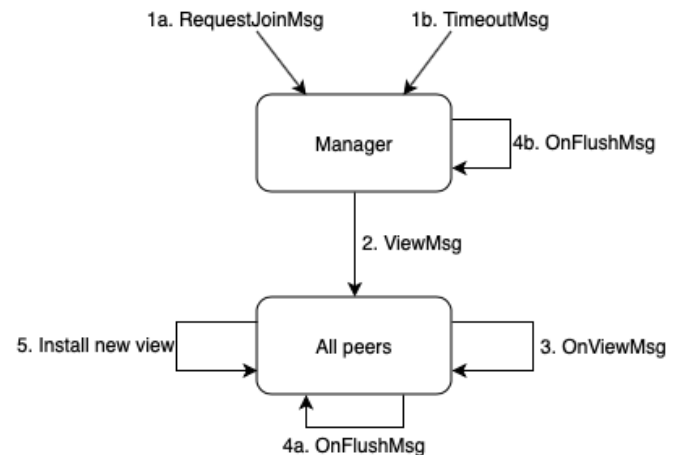 1a. RequestJoinMsg
1b. TimeoutMsg
Manager
4b. OnFlushMsg
2. ViewMsg
5. Install new view
All peers
3. OnViewMsg
4a. OnFlushMsg